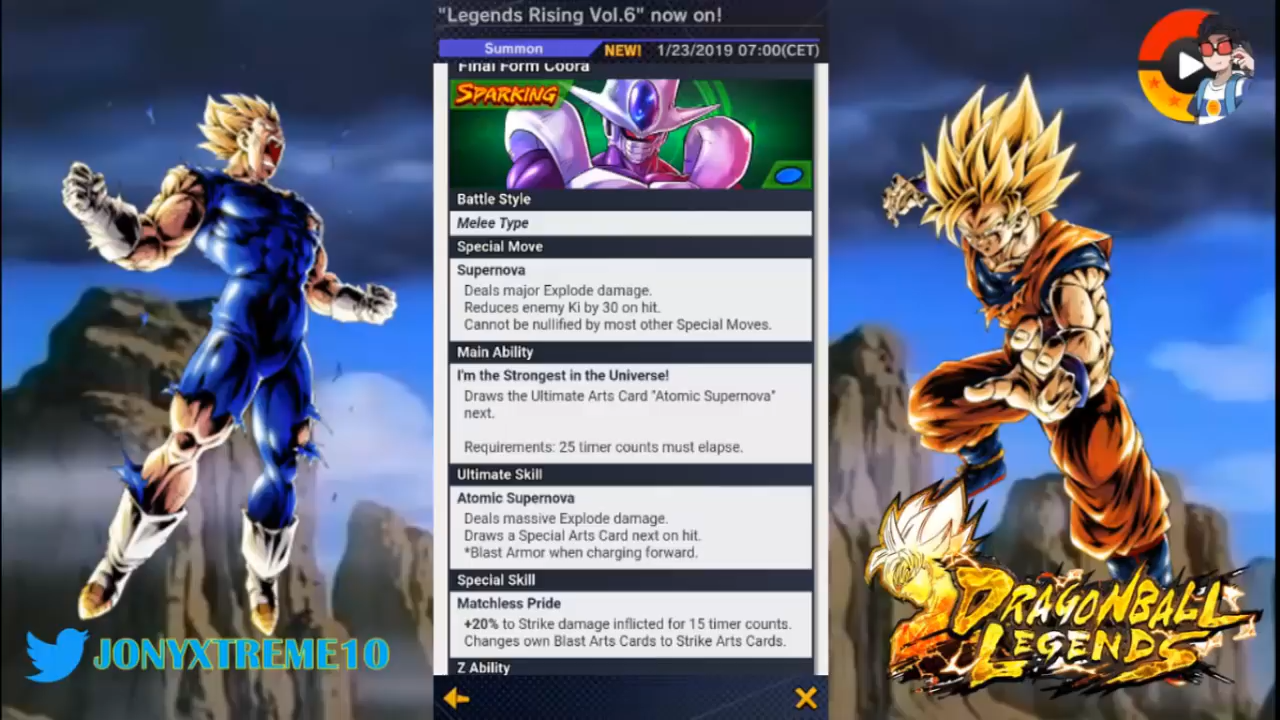 "Legends Rising Vol.6" now on!
Summon NEW! 1/23/2019 07:00(CET)
Final Form Coora
SPARKING
Battle Style
Melee Type
Special Move
Supernova
Deals major Explode damage.
Reduces enemy Ki by 30 on hit.
Cannot be nullified by most other Special Moves.
Main Ability
I'm the Strongest in the Universe!
Draws the Ultimate Arts Card "Atomic Supernova"
next.
Requirements: 25 timer counts must elapse.
Ultimate Skill
Atomic Supernova
Deals massive Explode damage.
Draws a Special Arts Card next on hit.
*Blast Armor when charging forward.
Special Skill
Matchless Pride
+20% to Strike damage inflicted for 15 timer counts.
Changes own Blast Arts Cards to Strike Arts Cards.
Z Ability
JONYXTREME10
DRAGONBALL
LEGENDS